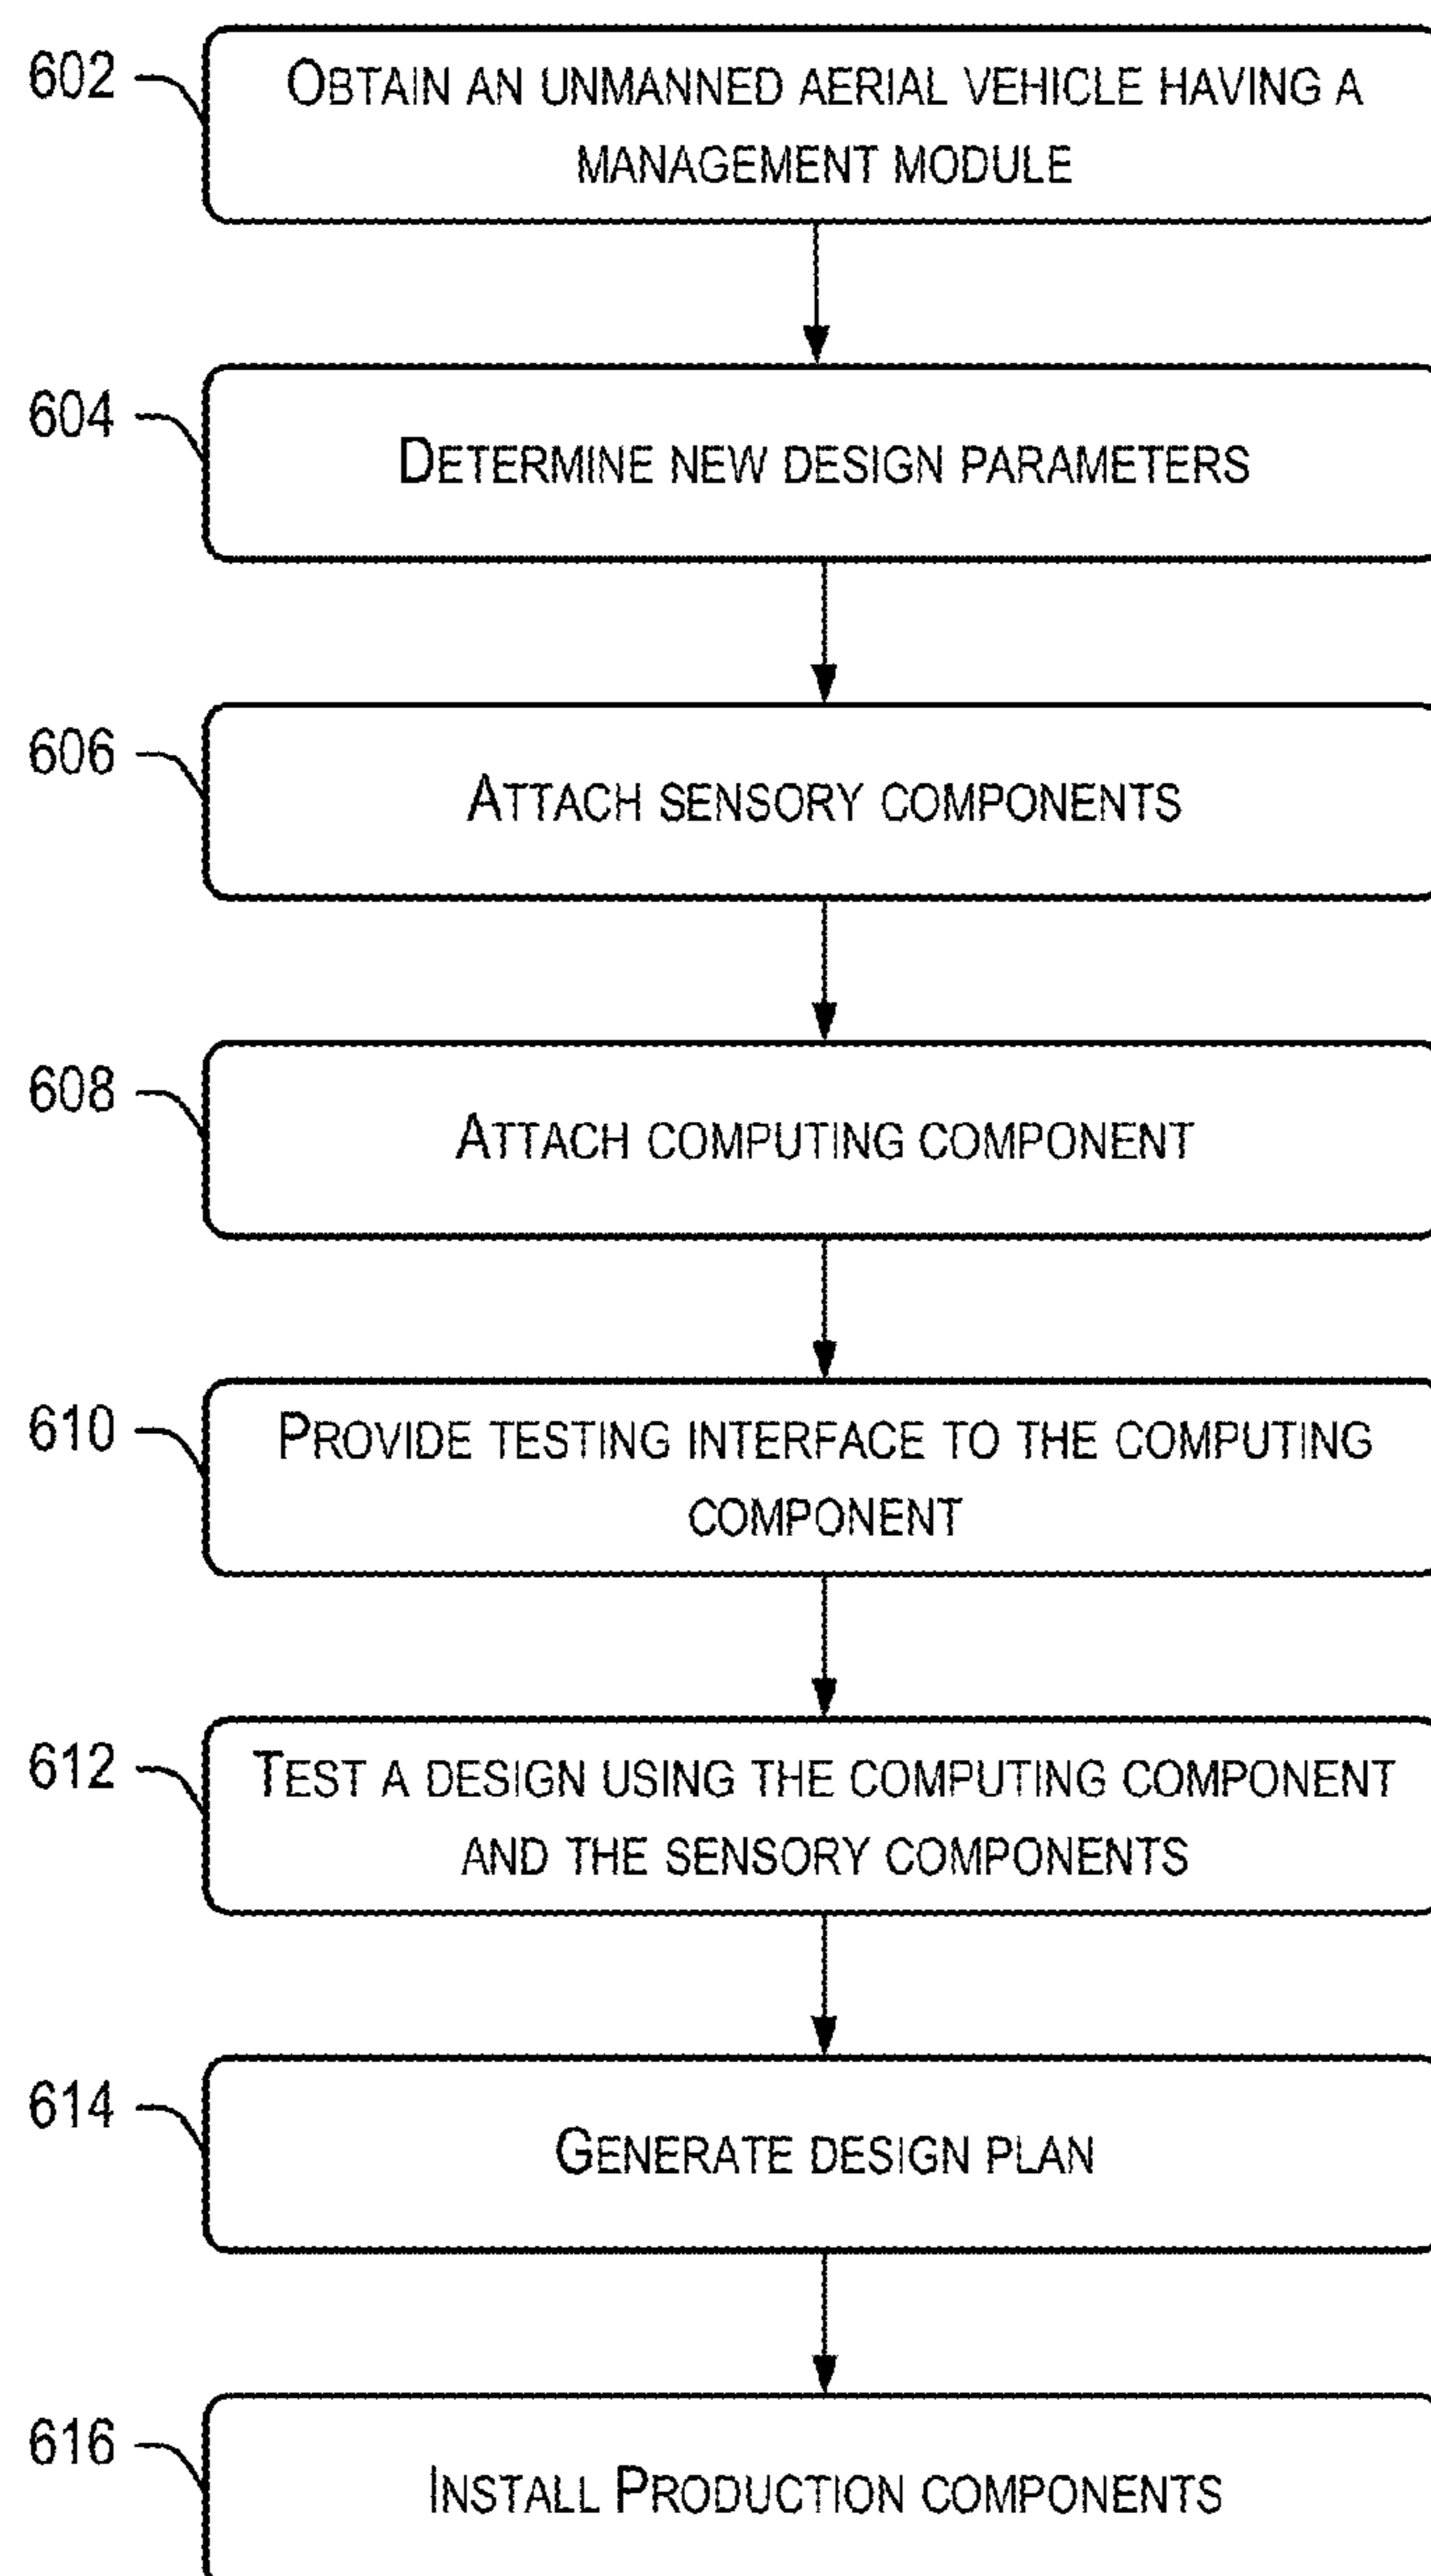 602
OBTAIN AN UNMANNED AERIAL VEHICLE HAVING A
MANAGEMENT MODULE
604
DETERMINE NEW DESIGN PARAMETERS
606
ATTACH SENSORY COMPONENTS
608
ATTACH COMPUTING COMPONENT
610
PROVIDE TESTING INTERFACE TO THE COMPUTING
COMPONENT
612
TEST A DESIGN USING THE COMPUTING COMPONENT
AND THE SENSORY COMPONENTS
614
GENERATE DESIGN PLAN
616
INSTALL PRODUCTION COMPONENTS